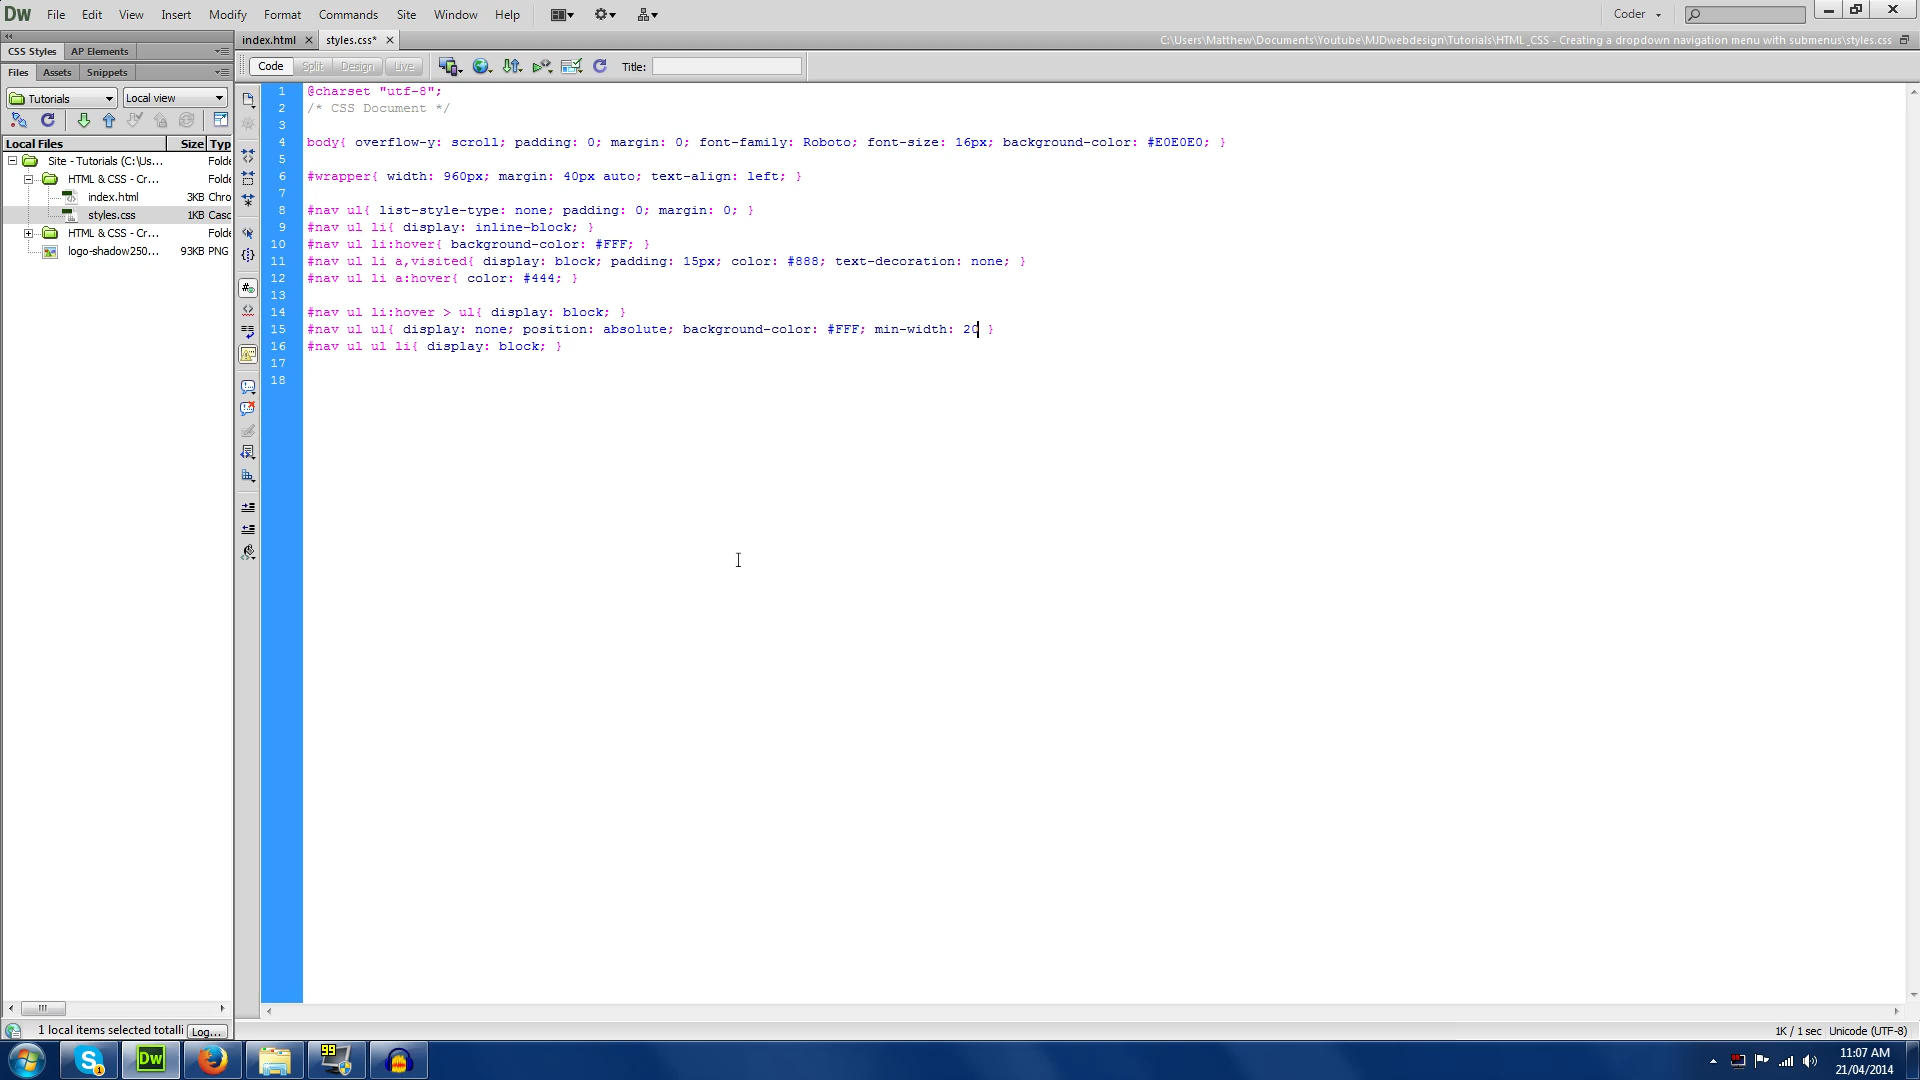 Dw File Edit View Insert Modify Format Commands Site Window Help Coder
CSS Styles AP Elements
index.html styles.css*
C:\Users\Matthew\Documents\Youtube\MJDwebdesign\Tutorials\HTML_CSS - Creating a dropdown navigation menu with submenus\styles.css
Files Assets Snippets
Code Split Design Live Title:
Tutorials Local view
Local Files Size Typ
Site - Tutorials (C:\Us... Folde
HTML & CSS - Cr... Folde
index.html 3KB Chro
styles.css 1KB Casc
HTML & CSS - Cr... Folde
logo-shadow250... 93KB PNG
1 @charset "utf-8";
2 /* CSS Document */
3
4 body{ overflow-y: scroll; padding: 0; margin: 0; font-family: Roboto; font-size: 16px; background-color: #E0E0E0; }
5
6 #wrapper{ width: 960px; margin: 40px auto; text-align: left; }
7
8 #nav ul{ list-style-type: none; padding: 0; margin: 0; }
9 #nav ul li{ display: inline-block; }
10 #nav ul li:hover{ background-color: #FFF; }
11 #nav ul li a,visited{ display: block; padding: 15px; color: #888; text-decoration: none; }
12 #nav ul li a:hover{ color: #444; }
13
14 #nav ul li:hover > ul{ display: block; }
15 #nav ul ul{ display: none; position: absolute; background-color: #FFF; min-width: 20 }
16 #nav ul ul li{ display: block; }
17
18
1 local items selected totalli Log...
1K / 1 sec Unicode (UTF-8)
S 1 Dw 99
11:07 AM
21/04/2014